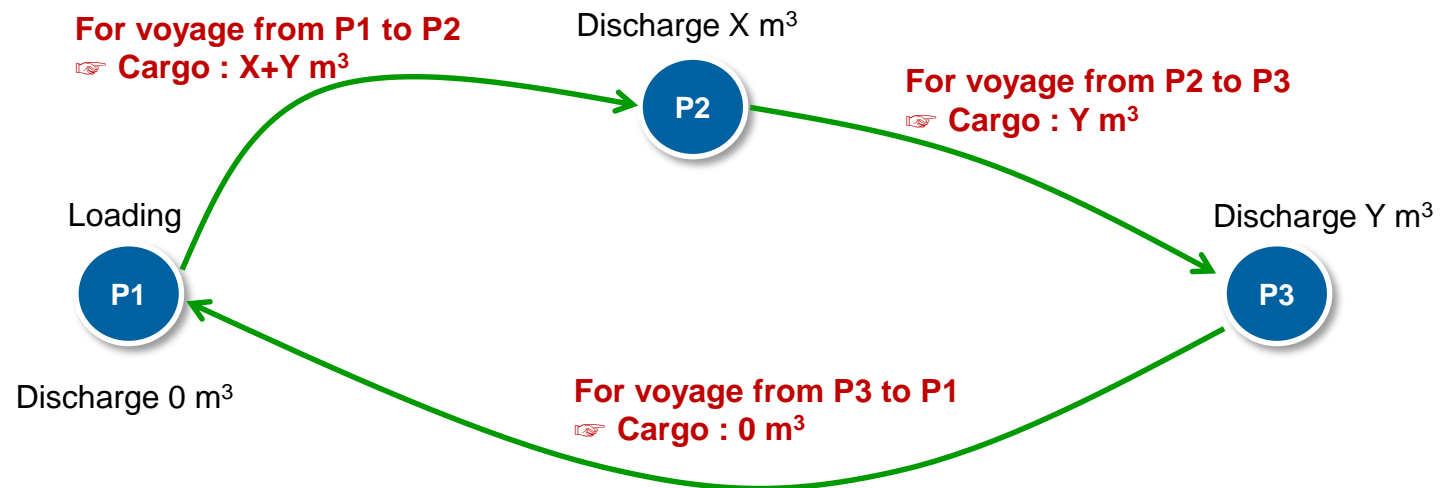 For voyage from P1 to P2
☞ Cargo : X+Y m³
Discharge X m³
P2
For voyage from P2 to P3
☞ Cargo : Y m³
Loading
P1
Discharge 0 m³
Discharge Y m³
P3
For voyage from P3 to P1
☞ Cargo : 0 m³